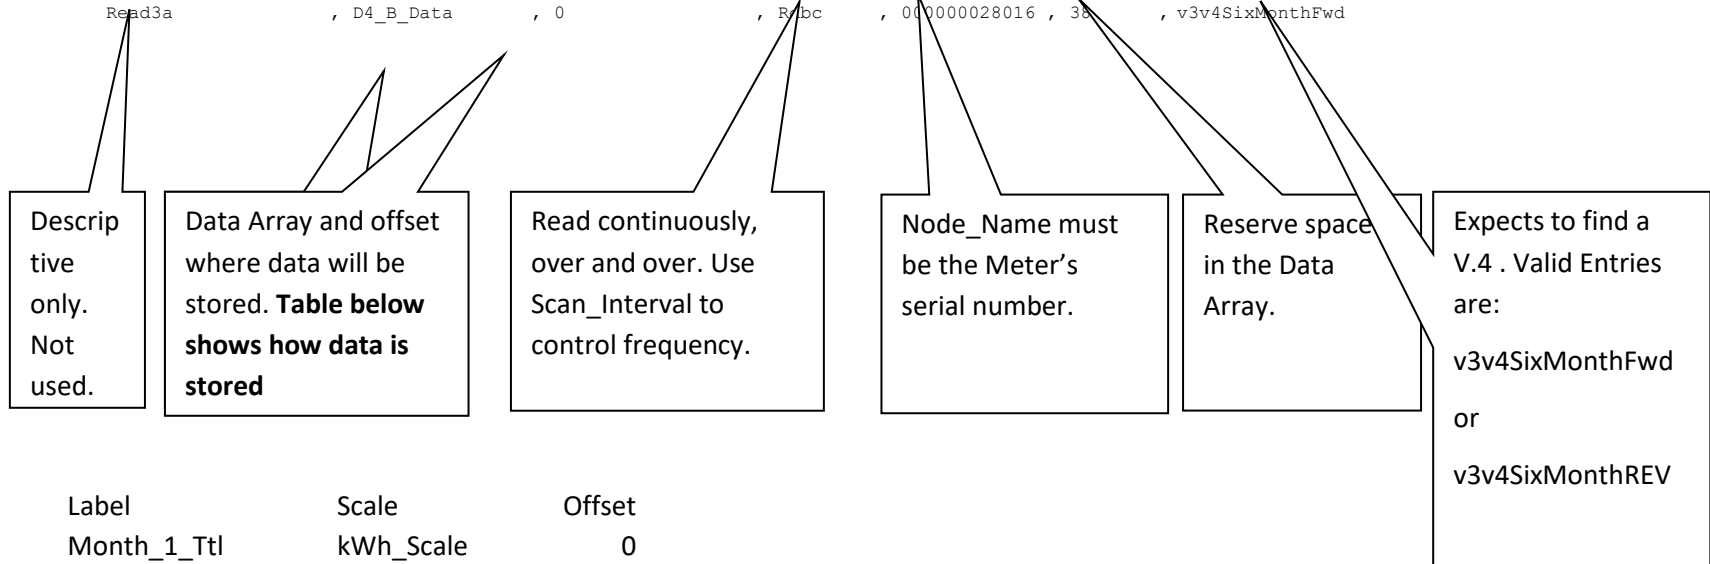 Read3a , D4_B_Data , 0 , Rdbc , 000000028016 , 38 , v3v4SixMonthFwd
Descrip
tive
only.
Not
used.
Data Array and offset
where data will be
stored. Table below
shows how data is
stored
Read continuously,
over and over. Use
Scan_Interval to
control frequency.
Node_Name must
be the Meter’s
serial number.
Reserve space
in the Data
Array.
Expects to find a
V.4 . Valid Entries
are:
v3v4SixMonthFwd
or
v3v4SixMonthREV
Label Scale Offset
Month_1_Ttl kWh_Scale 0